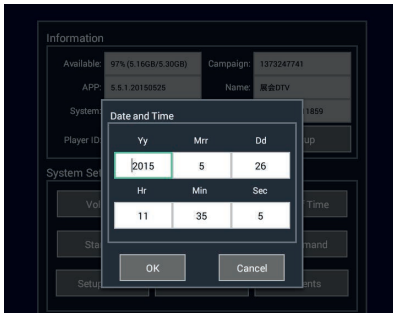 Information
Available: 97%(5.16GB/5.30GB) Campaign: 1373247741
APP: 5.5.1.20150525 Name: 展会DTV
System: 1859
Player ID: up
Date and Time
Yy Mrr Dd
2015 5 26
Hr Min Sec
11 35 5
OK Cancel
System Set
Vol Time
Sta mand
Setup ents